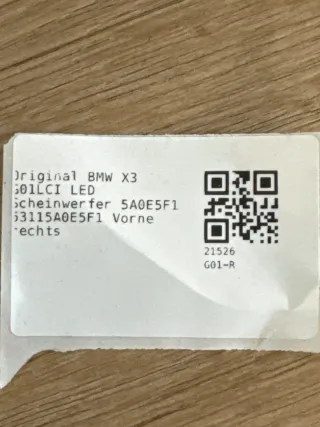 Original BMW X3
G01LCI LED
Scheinwerfer 5A0E5F1
63115A0E5F1 Vorne
rechts
21526
G01-R